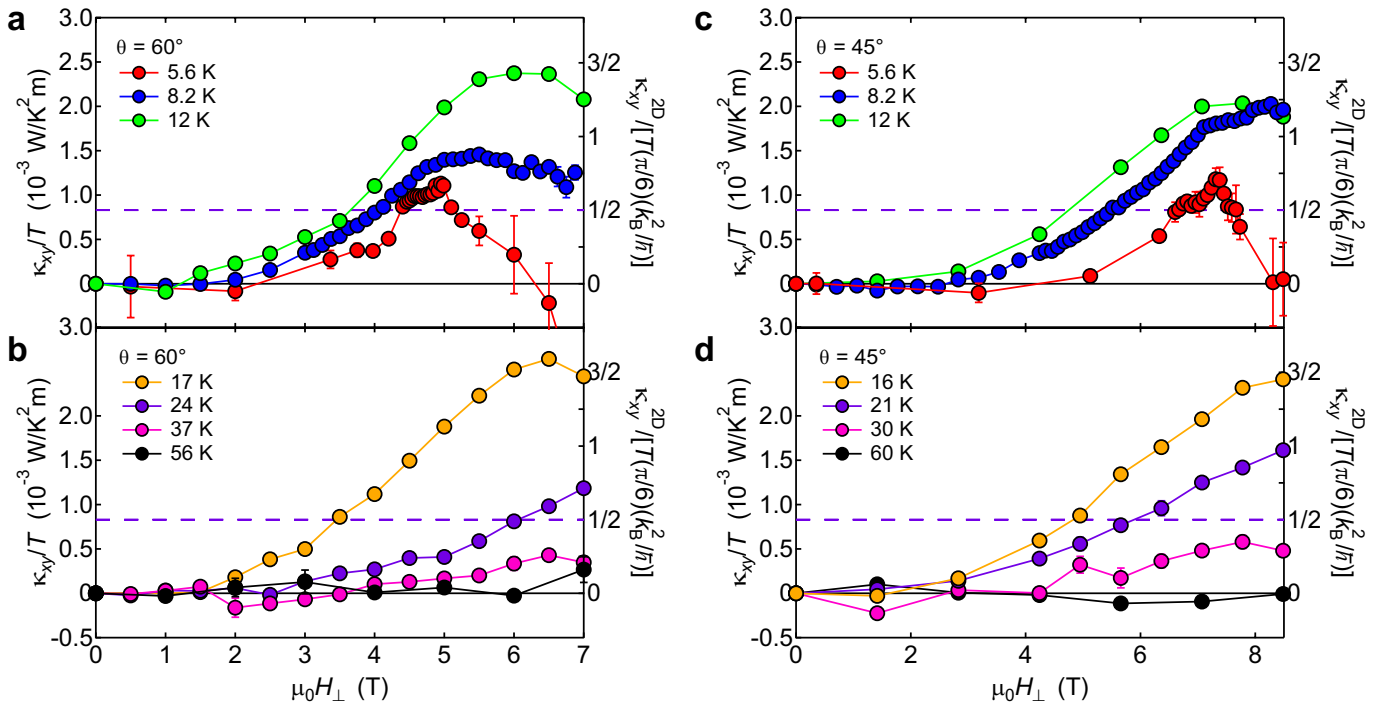 a
θ = 60°
5.6 K
8.2 K
12 K
3.0
2.5
2.0
1.5
1.0
0.5
0
κxy/T (10⁻³ W/K²m)
3/2
1
1/2
0
κxy²ᴰ/[T(π/6)(kB²/ħ)]
c
θ = 45°
5.6 K
8.2 K
12 K
3.0
2.5
2.0
1.5
1.0
0.5
0
κxy/T (10⁻³ W/K²m)
3/2
1
1/2
0
κxy²ᴰ/[T(π/6)(kB²/ħ)]
b
θ = 60°
17 K
24 K
37 K
56 K
3.0
2.0
1.5
1.0
0.5
0
-0.5
κxy/T (10⁻³ W/K²m)
3/2
1
1/2
0
κxy²ᴰ/[T(π/6)(kB²/ħ)]
0 1 2 3 4 5 6 7
μ₀H⊥ (T)
d
θ = 45°
16 K
21 K
30 K
60 K
3.0
2.0
1.5
1.0
0.5
0
-0.5
κxy/T (10⁻³ W/K²m)
3/2
1
1/2
0
κxy²ᴰ/[T(π/6)(kB²/ħ)]
0 2 4 6 8
μ₀H⊥ (T)